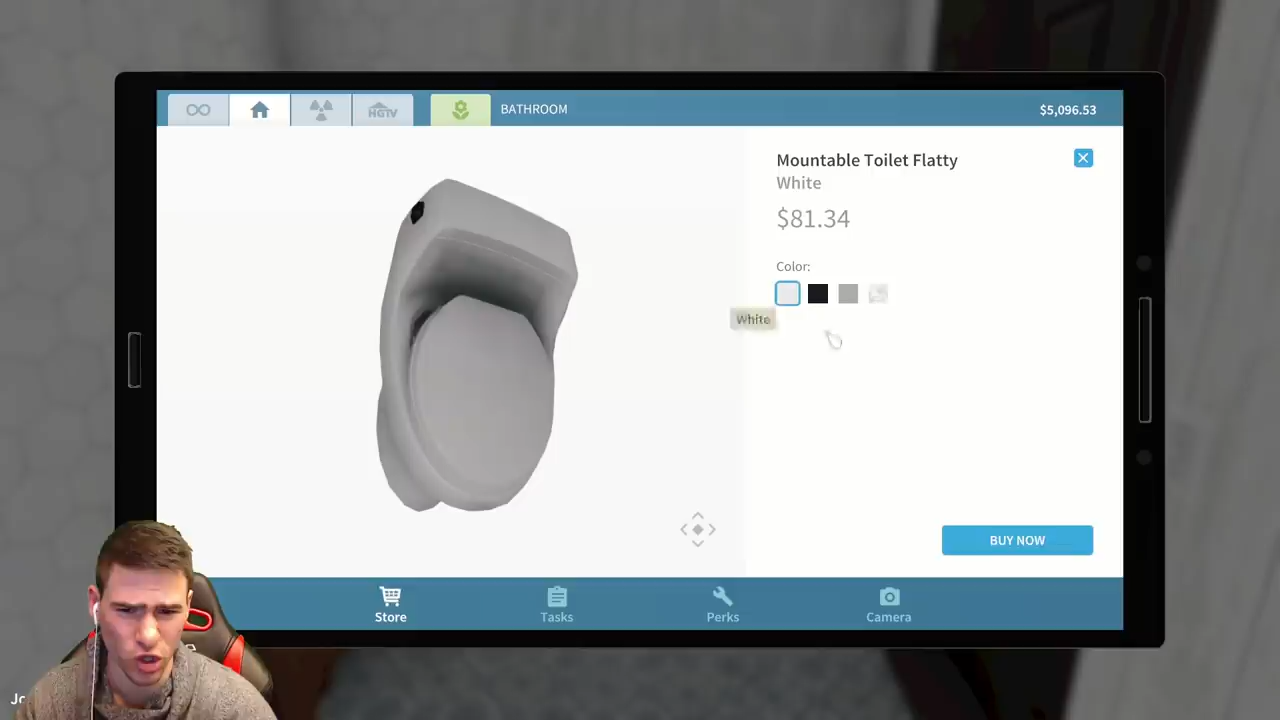 HGTV
BATHROOM
$5,096.53
Mountable Toilet Flatty
White
$81.34
Color:
White
BUY NOW
Store
Tasks
Perks
Camera